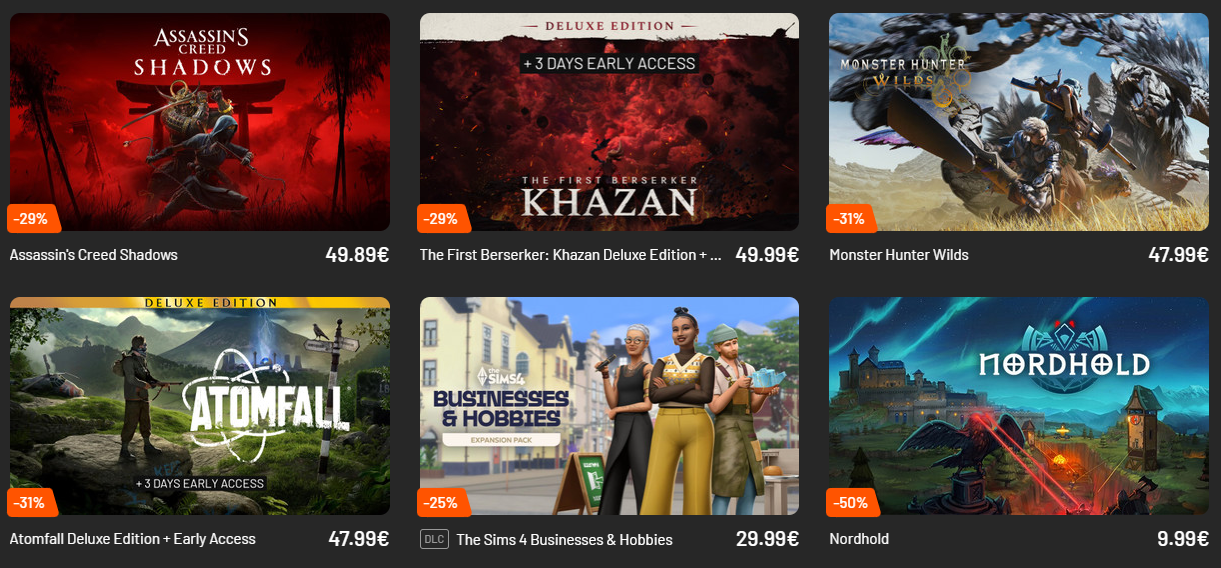 ASSASSIN'S
CREED
SHADOWS
-29%
Assassin's Creed Shadows
49.89€
DELUXE EDITION
+ 3 DAYS EARLY ACCESS
THE FIRST BERSERKER
KHAZAN
-29%
The First Berserker: Khazan Deluxe Edition + ...
49.99€
MONSTER HUNTER
WILDS
-31%
Monster Hunter Wilds
47.99€
DELUXE EDITION
ATOMFALL
+ 3 DAYS EARLY ACCESS
-31%
Atomfall Deluxe Edition + Early Access
47.99€
the
SIMS4
BUSINESSES
& HOBBIES
EXPANSION PACK
-25%
DLC
The Sims 4 Businesses & Hobbies
29.99€
NORDHOLD
-50%
Nordhold
9.99€